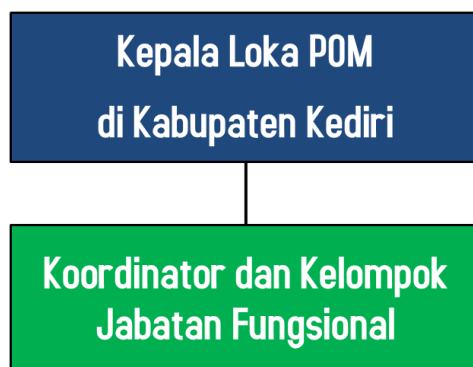 Kepala Loka POM
di Kabupaten Kediri
Koordinator dan Kelompok
Jabatan Fungsional